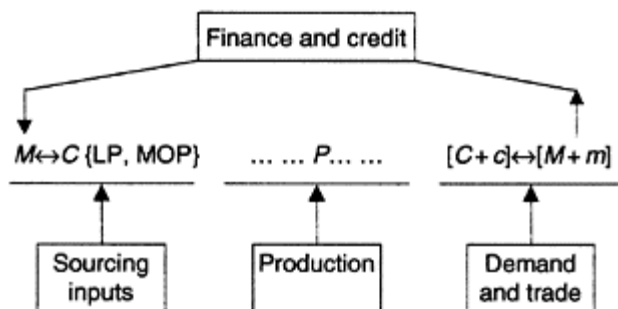 Finance and credit
M↔C {LP, MOP} ... ... P... ... [C+c]↔[M+m]
Sourcing inputs
Production
Demand and trade